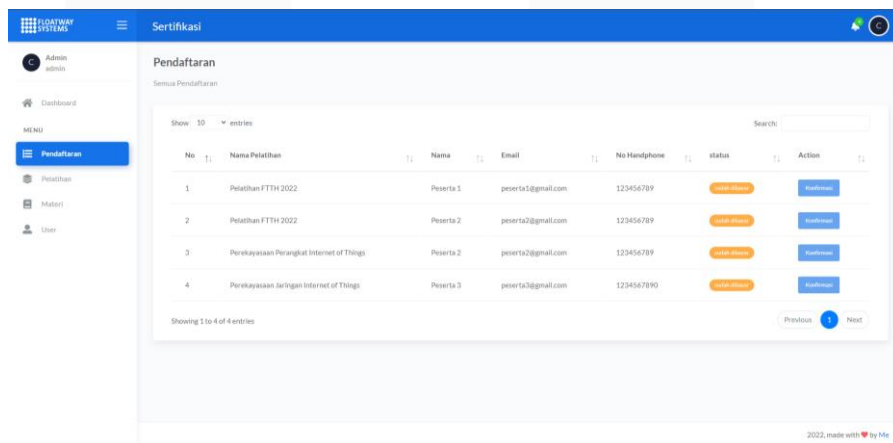 FLOATWAY
SYSTEMS
Sertifikasi
C
C
Admin
admin
Dashboard
MENU
Pendaftaran
Pelatihan
Materi
User
Pendaftaran
Semua Pendaftaran
Show 10 entries
Search:
No Nama Pelatihan Nama Email No Handphone status Action
1 Pelatihan FTTH 2022 Peserta 1 peserta1@gmail.com 123456789 Konfirmasi
2 Pelatihan FTTH 2022 Peserta 2 peserta2@gmail.com 123456789 Konfirmasi
3 Perekayasaan Perangkat Internet of Things Peserta 2 peserta2@gmail.com 123456789 Konfirmasi
4 Perekayasaan Jaringan Internet of Things Peserta 3 peserta3@gmail.com 1234567890 Konfirmasi
Showing 1 to 4 of 4 entries
Previous 1 Next
2022, made with by Me